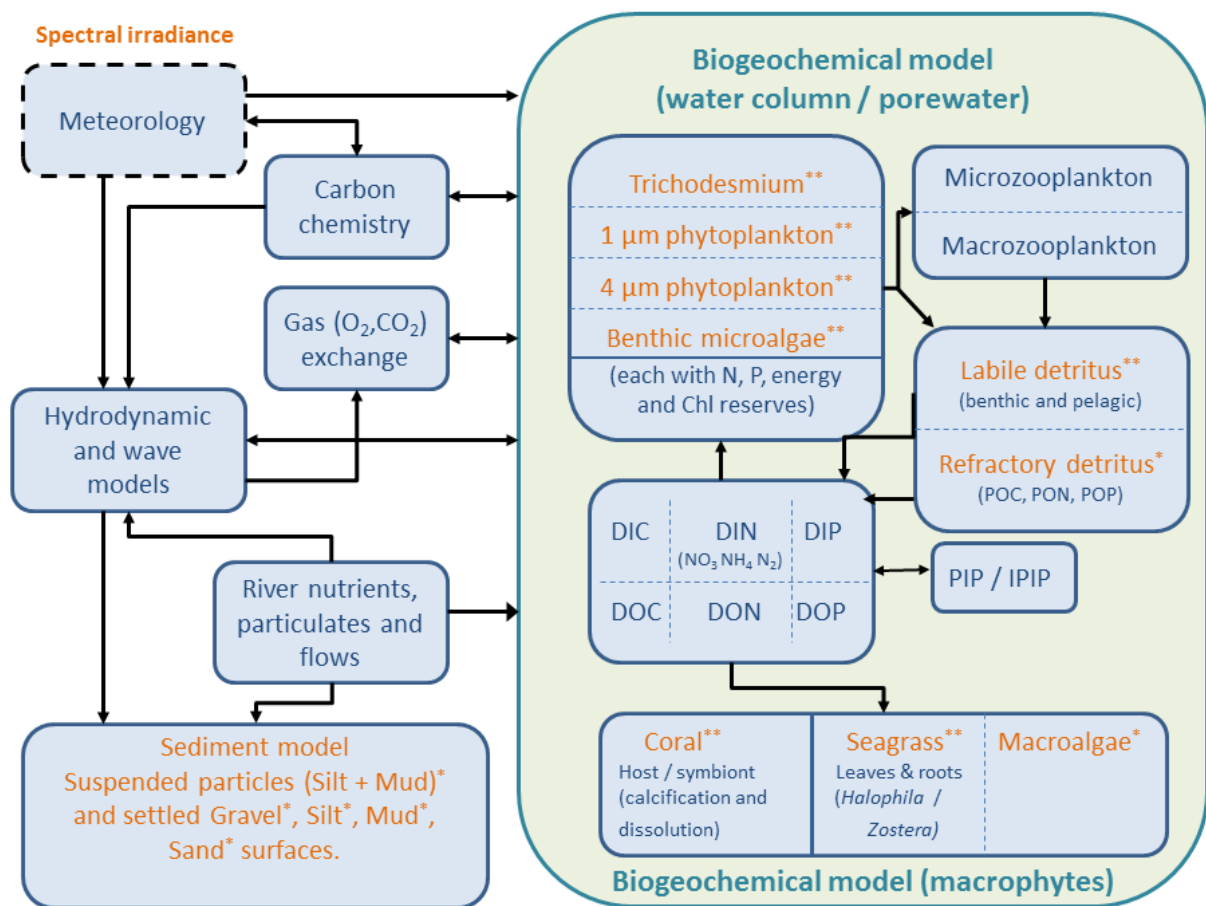 Spectral irradiance
Meteorology
Carbon
chemistry
Gas (O₂,CO₂)
exchange
Hydrodynamic
and wave
models
River nutrients,
particulates and
flows
Sediment model
Suspended particles (Silt + Mud)*
and settled Gravel*, Silt*, Mud*,
Sand* surfaces.
Biogeochemical model
(water column / porewater)
Trichodesmium**
1 µm phytoplankton**
4 µm phytoplankton**
Benthic microalgae**
(each with N, P, energy
and Chl reserves)
Microzooplankton
Macrozooplankton
Labile detritus**
(benthic and pelagic)
Refractory detritus*
(POC, PON, POP)
DIC DIN DIP
(NO₃ NH₄ N₂)
DOC DON DOP
PIP / IPIP
Coral**
Host / symbiont
(calcification and
dissolution)
Seagrass**
Leaves & roots
(Halophila /
Zostera)
Macroalgae*
Biogeochemical model (macrophytes)